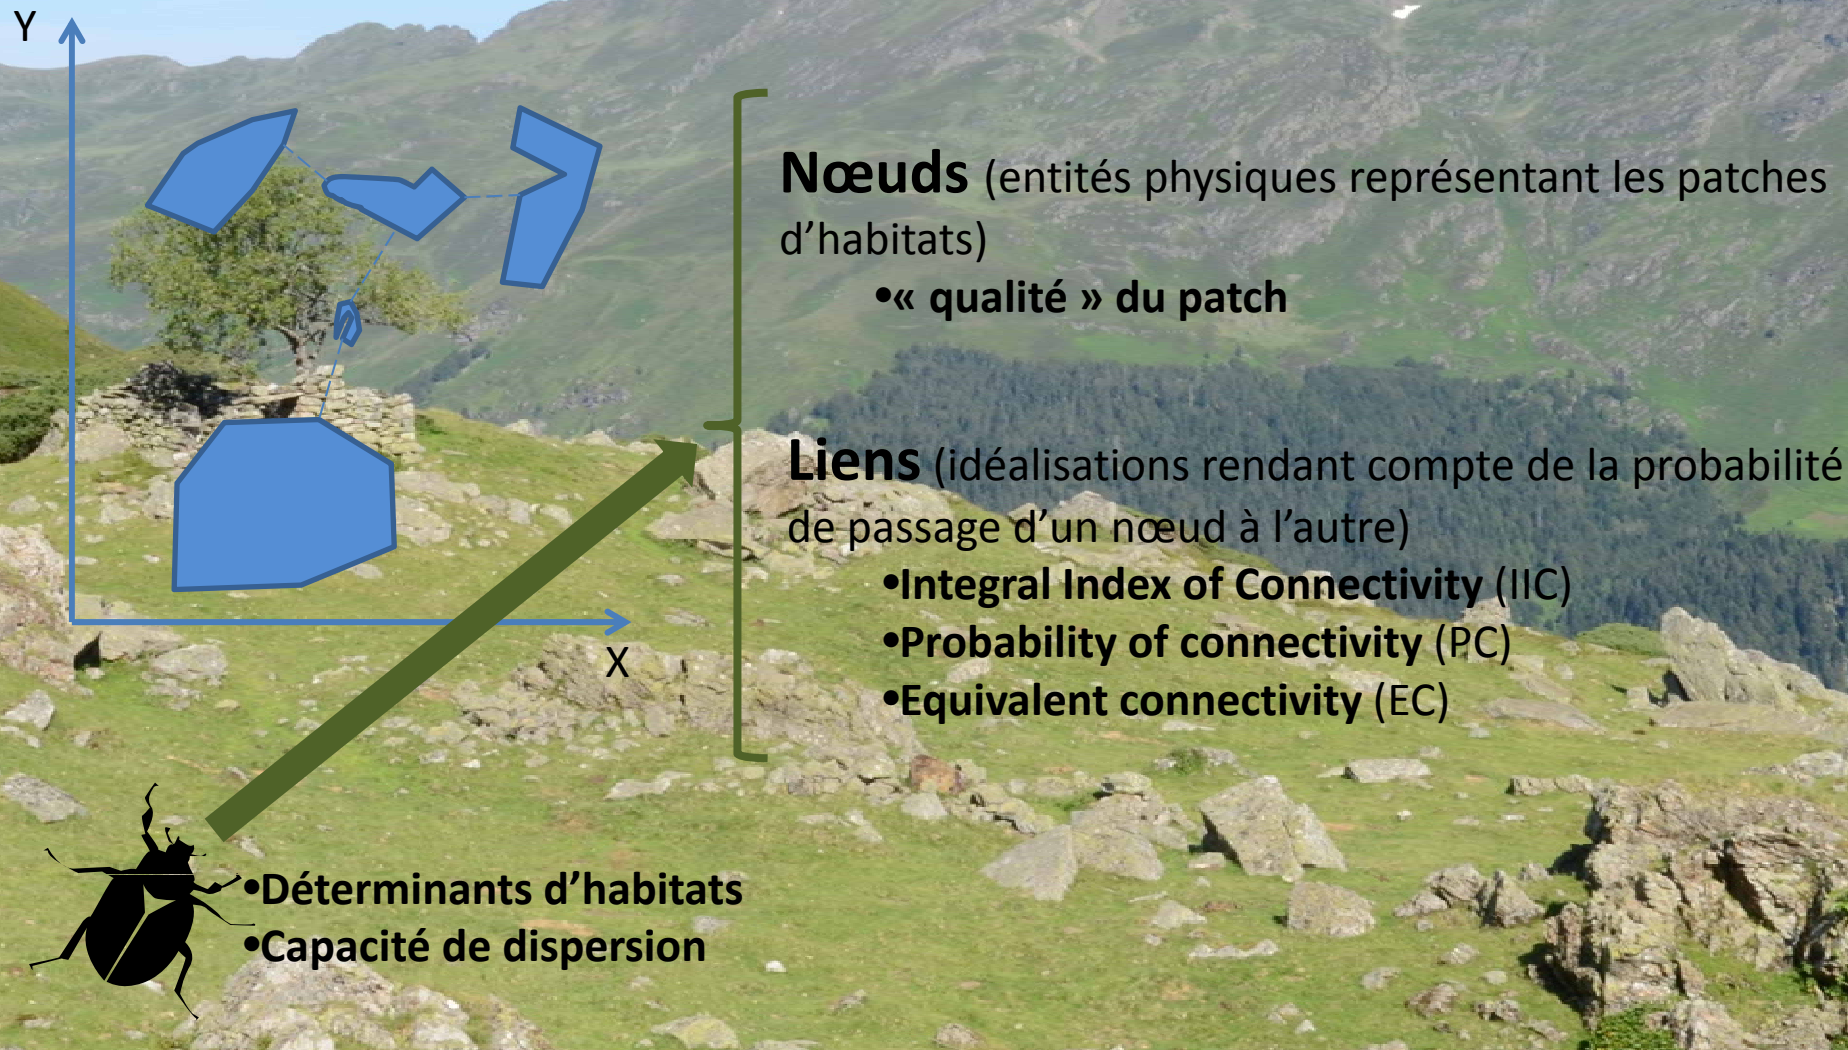 Y
X
Nœuds (entités physiques représentant les patches
d'habitats)
•« qualité » du patch
Liens (idéalisations rendant compte de la probabilité
de passage d'un nœud à l'autre)
•Integral Index of Connectivity (IIC)
•Probability of connectivity (PC)
•Equivalent connectivity (EC)
•Déterminants d'habitats
•Capacité de dispersion